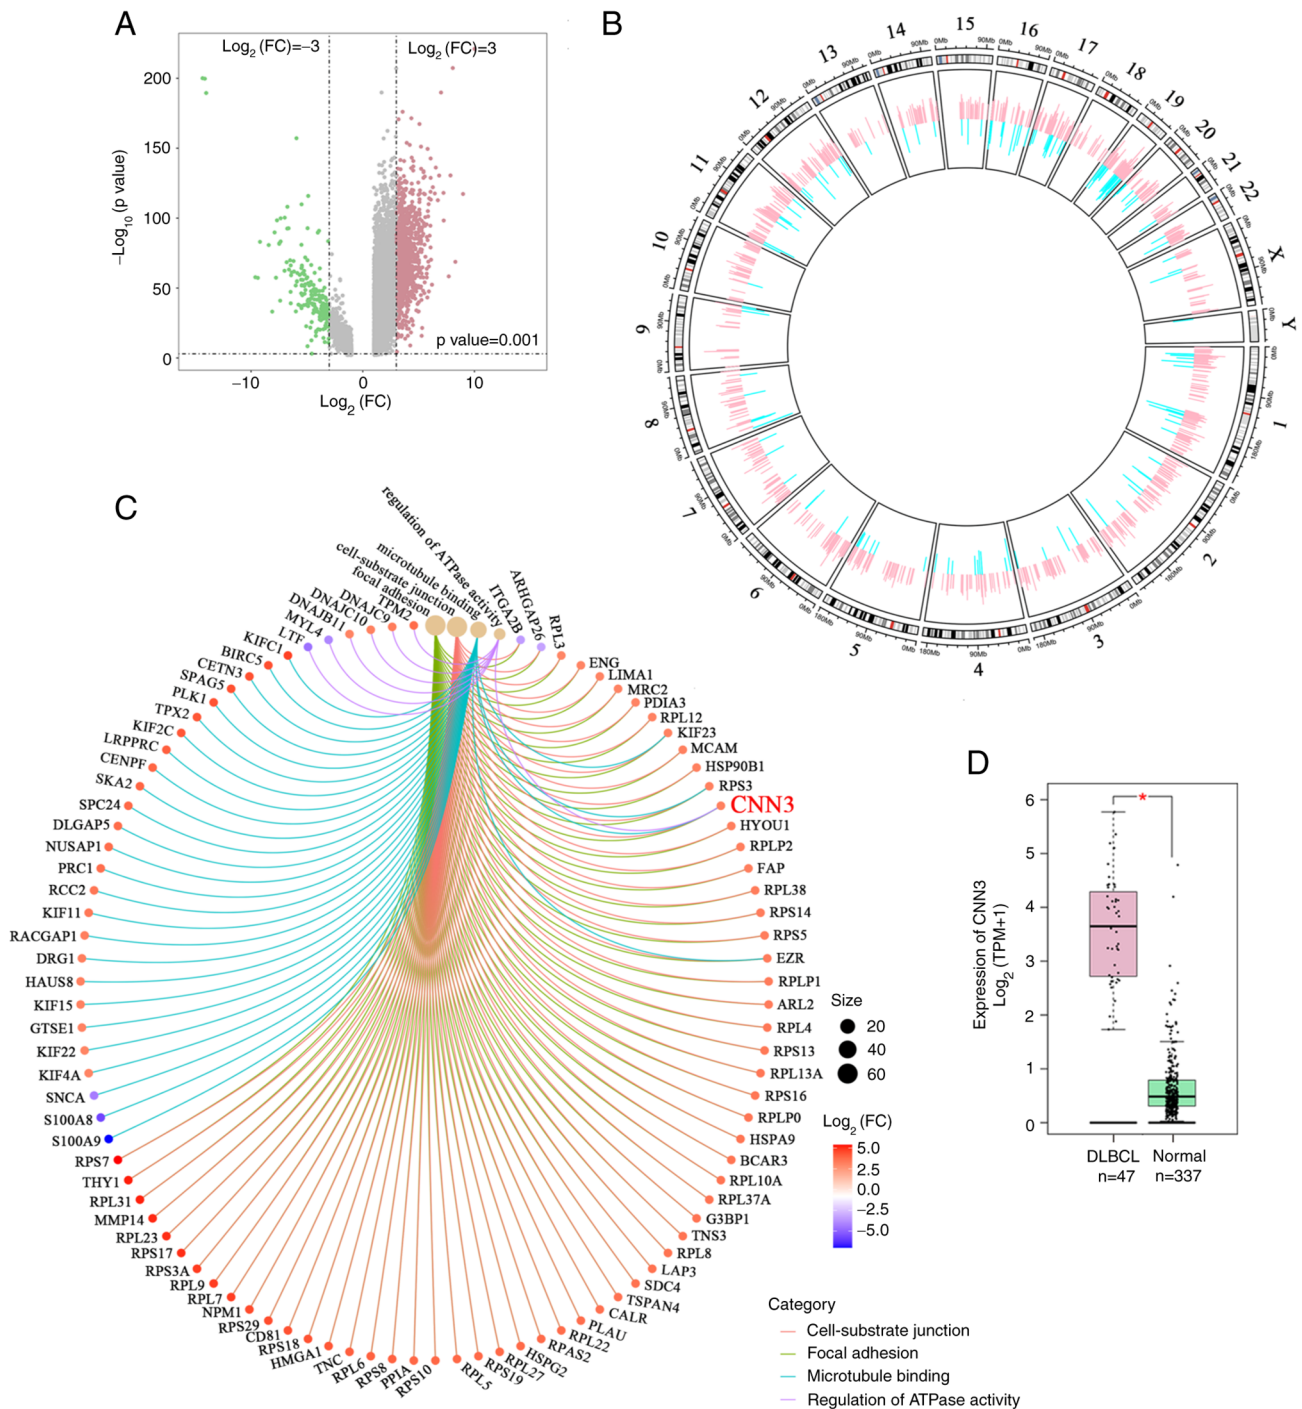 A
Log2 (FC)=−3
Log2 (FC)=3
200
150
100
50
0
−Log10 (p value)
p value=0.001
−10
0
10
Log2 (FC)
B
1
2
3
4
5
6
7
8
9
10
11
12
13
14
15
16
17
18
19
20
21
22
X
Y
0Mb
90Mb
180Mb
C
regulation of ATPase activity
microtubule binding
cell-substrate junction
focal adhesion
TPM2
DNAJC9
DNAJC10
DNAJB11
MYL4
LTF
KIFC1
BIRC5
CETN3
SPAG5
PLK1
TPX2
KIF2C
LRPPRC
CENPF
SKA2
SPC24
DLGAP5
NUSAP1
PRC1
RCC2
KIF11
RACGAP1
DRG1
HAUS8
KIF15
GTSE1
KIF22
KIF4A
SNCA
S100A8
S100A9
RPS7
THY1
RPL31
MMP14
RPL23
RPS17
RPS3A
RPL9
RPL7
NPM1
RPS29
CD81
RPS18
HMGA1
TNC
RPL6
RPS8
PPIA
RPS10
RPL5
RPS19
RPL27
HSPG2
RPAS2
RPL22
PLAU
CALR
TSPAN4
SDC4
LAP3
RPL8
TNS3
G3BP1
RPL37A
RPL10A
BCAR3
HSPA9
RPLP0
RPS16
RPL13A
RPS13
RPL4
ARL2
RPLP1
EZR
RPS5
RPS14
RPL38
FAP
RPLP2
HYOU1
CNN3
RPS3
HSP90B1
MCAM
KIF23
RPL12
PDIA3
MRC2
LIMA1
ENG
RPL3
ARHGAP26
ITGA2B
Size
20
40
60
Log2 (FC)
5.0
2.5
0.0
−2.5
−5.0
Category
Cell-substrate junction
Focal adhesion
Microtubule binding
Regulation of ATPase activity
D
*
6
5
4
3
2
1
0
Expression of CNN3
Log2 (TPM+1)
DLBCL Normal
n=47 n=337